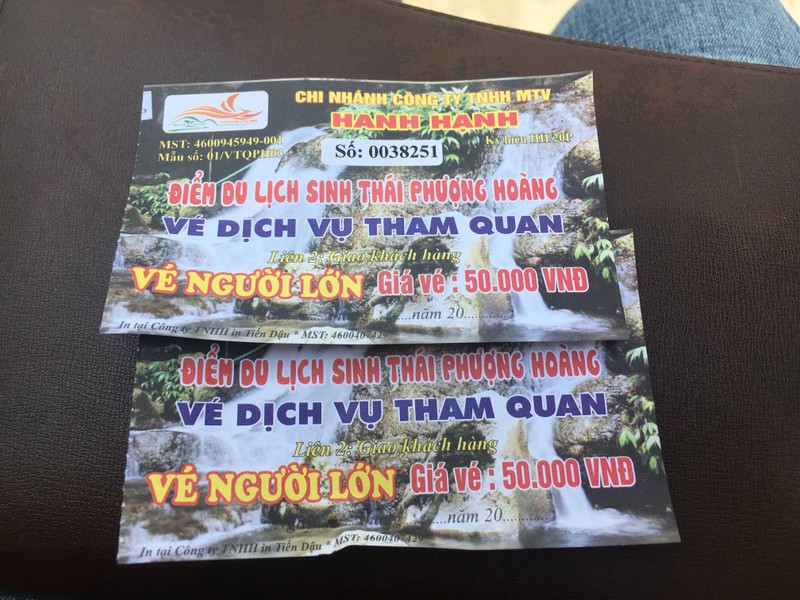 CHI NHÁNH CÔNG TY TNHH MTV
HẠNH HẠNH
MST: 4600945949-001
Mẫu số: 01/VTQPH03
Số: 0038251
Ký hiệu HH/20P
ĐIỂM DU LỊCH SINH THÁI PHƯỢNG HOÀNG
VÉ DỊCH VỤ THAM QUAN
Liên 2: Giao khách hàng
VÉ NGƯỜI LỚN Giá vé : 50.000 VNĐ
năm 20
In tại Công ty TNHH in Tiến Dậu * MST: 4600407429
ĐIỂM DU LỊCH SINH THÁI PHƯỢNG HOÀNG
VÉ DỊCH VỤ THAM QUAN
Liên 2: Giao khách hàng
VÉ NGƯỜI LỚN Giá vé : 50.000 VNĐ
năm 20
In tại Công ty TNHH in Tiến Dậu * MST: 4600407429